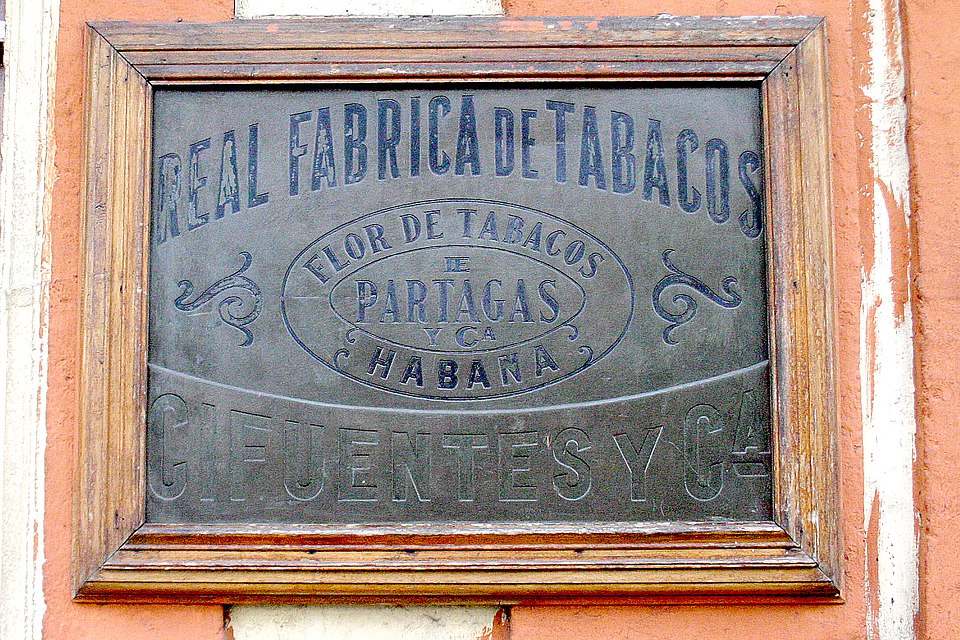 REAL FABRICA DE TABACOS
FLOR DE TABACOS
DE
PARTAGAS
Y CA
HABANA
CIFUENTES Y CA